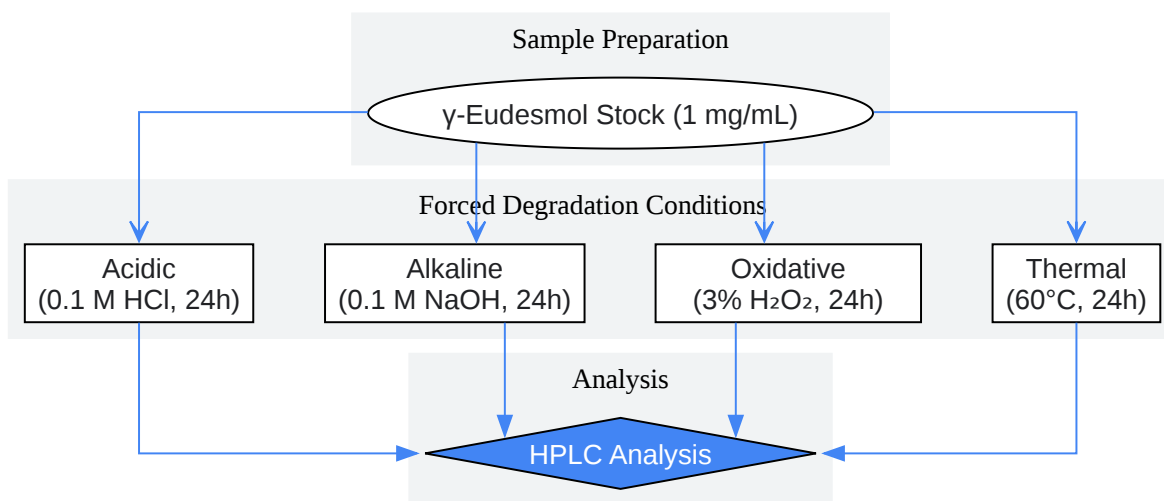 Sample Preparation
γ-Eudesmol Stock (1 mg/mL)
Forced Degradation Conditions
Acidic
(0.1 M HCl, 24h)
Alkaline
(0.1 M NaOH, 24h)
Oxidative
(3% H₂O₂, 24h)
Thermal
(60°C, 24h)
Analysis
HPLC Analysis